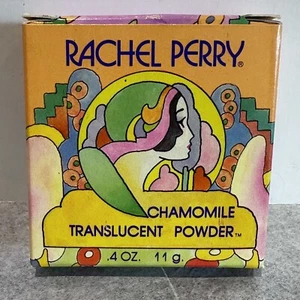 RACHEL PERRY®
CHAMOMILE
TRANSLUCENT POWDER™
.4 OZ. 11 g.